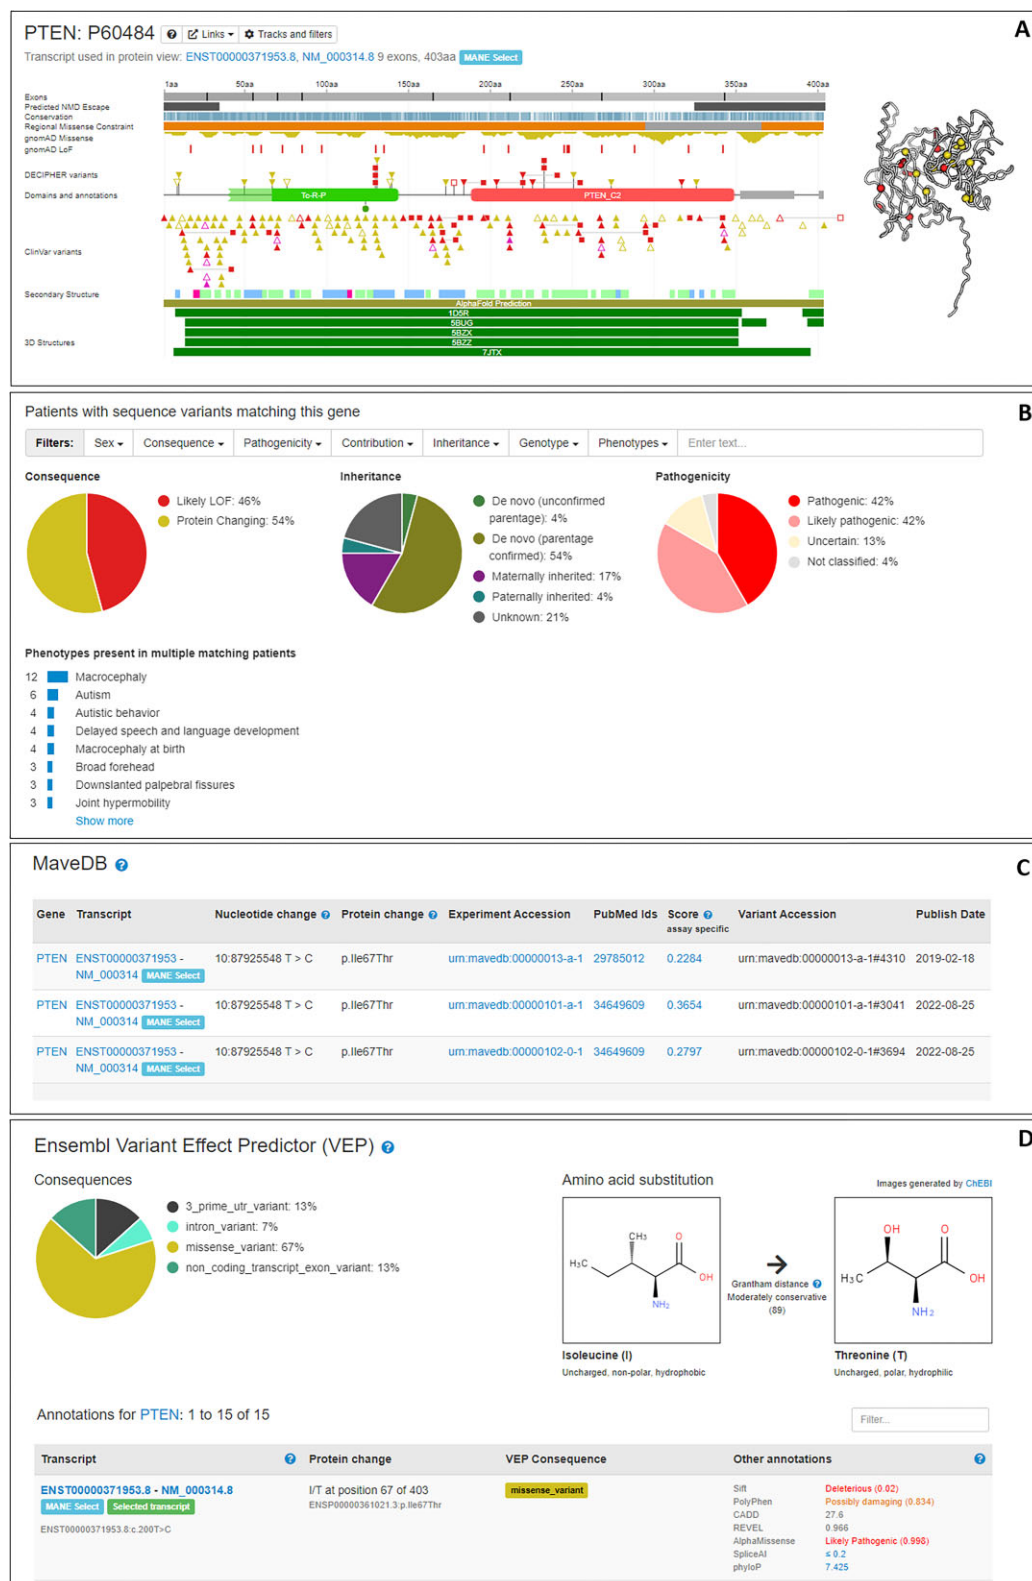 PTEN: P60484 Links Tracks and filters
A
Transcript used in protein view: ENST00000371953.8, NM_000314.8 9 exons, 403aa MANE Select
1aa 50aa 100aa 150aa 200aa 250aa 300aa 350aa 400aa
Exons
Predicted NMD Escape
Conservation
Regional Missense Constraint
gnomAD Missense
gnomAD LoF
DECIPHER variants
Domains and annotations
Tc-R-P PTEN_C2
ClinVar variants
Secondary Structure
AlphaFold Prediction
1D5R
5BUG
5BZX
3D Structures
5BZZ
7JTX
Patients with sequence variants matching this gene
B
Filters: Sex Consequence Pathogenicity Contribution Inheritance Genotype Phenotypes Enter text...
Consequence
Likely LOF: 46%
Protein Changing: 54%
Inheritance
De novo (unconfirmed
parentage): 4%
De novo (parentage
confirmed): 54%
Maternally inherited: 17%
Paternally inherited: 4%
Unknown: 21%
Pathogenicity
Pathogenic: 42%
Likely pathogenic: 42%
Uncertain: 13%
Not classified: 4%
Phenotypes present in multiple matching patients
12 Macrocephaly
6 Autism
4 Autistic behavior
4 Delayed speech and language development
4 Macrocephaly at birth
3 Broad forehead
3 Downslanted palpebral fissures
3 Joint hypermobility
Show more
MaveDB
C
Gene Transcript Nucleotide change Protein change Experiment Accession PubMed Ids Score Variant Accession Publish Date
assay specific
PTEN ENST00000371953 - 10:87925548 T > C p.Ile67Thr urn:mavedb:00000013-a-1 29785012 0.2284 urn:mavedb:00000013-a-1#4310 2019-02-18
NM_000314 MANE Select
PTEN ENST00000371953 - 10:87925548 T > C p.Ile67Thr urn:mavedb:00000101-a-1 34649609 0.3654 urn:mavedb:00000101-a-1#3041 2022-08-25
NM_000314 MANE Select
PTEN ENST00000371953 - 10:87925548 T > C p.Ile67Thr urn:mavedb:00000102-0-1 34649609 0.2797 urn:mavedb:00000102-0-1#3694 2022-08-25
NM_000314 MANE Select
Ensembl Variant Effect Predictor (VEP)
D
Consequences
3_prime_utr_variant: 13%
intron_variant: 7%
missense_variant: 67%
non_coding_transcript_exon_variant: 13%
Amino acid substitution
Images generated by ChEBI
CH₃ O
H₃C OH
NH₂
Grantham distance
Moderately conservative
(89)
OH O
H₃C OH
NH₂
Isoleucine (I)
Uncharged, non-polar, hydrophobic
Threonine (T)
Uncharged, polar, hydrophilic
Annotations for PTEN: 1 to 15 of 15
Filter...
Transcript Protein change VEP Consequence Other annotations
ENST00000371953.8 - NM_000314.8
MANE Select Selected transcript
ENST00000371953.8:c.200T>C
I/T at position 67 of 403
ENSP00000361021.3:p.Ile67Thr
missense_variant
Sift Deleterious (0.02)
PolyPhen Possibly damaging (0.834)
CADD 27.6
REVEL 0.966
AlphaMissense Likely Pathogenic (0.998)
SpliceAI ≤ 0.2
phyloP 7.425